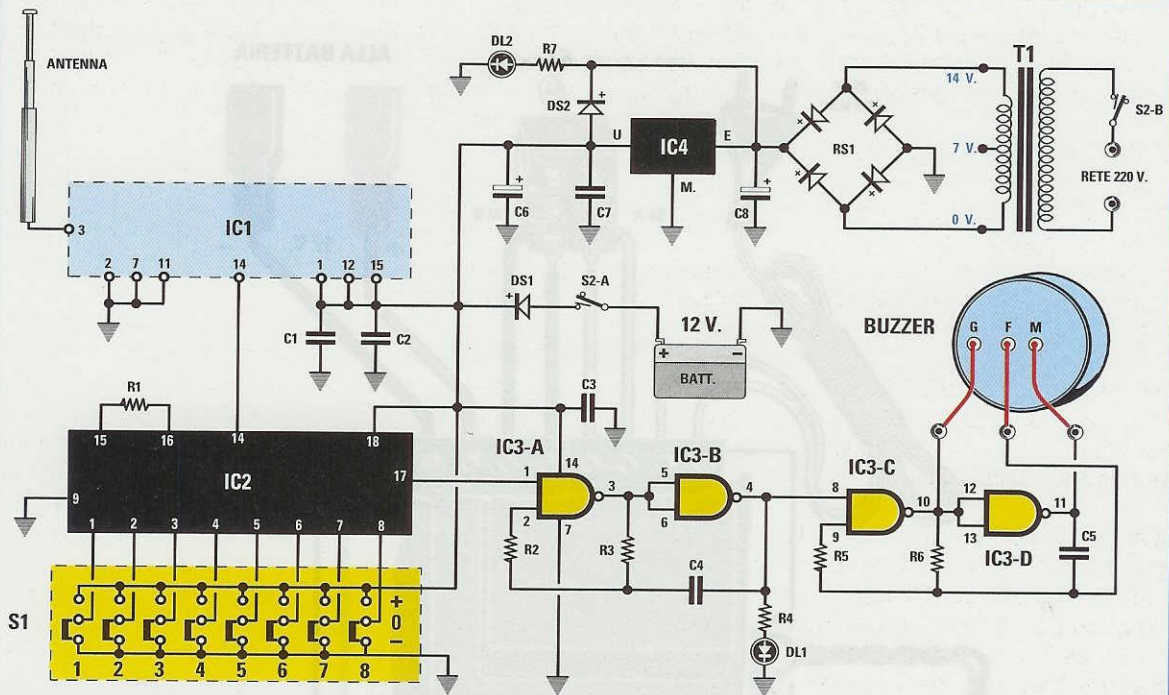 ANTENNA
ALLA BATTERIA
DL2
R7
DS2
U
IC4
E
M.
C6
C7
C8
RS1
14 V.
7 V.
0 V.
T1
S2-B
RETE 220 V.
3
IC1
2 7 11 14 1 12 15
C1
C2
DS1
S2-A
12 V.
+ −
BATT.
BUZZER
G F M
R1
15 16 14 18
IC2
17
9
1 2 3 4 5 6 7 8
C3
IC3-A
14
1
2
3
7
R2
R3
IC3-B
5
6
4
C4
R4
DL1
IC3-C
8
9
10
R5
R6
12
13
11
IC3-D
C5
S1
+
0
−
1 2 3 4 5 6 7 8